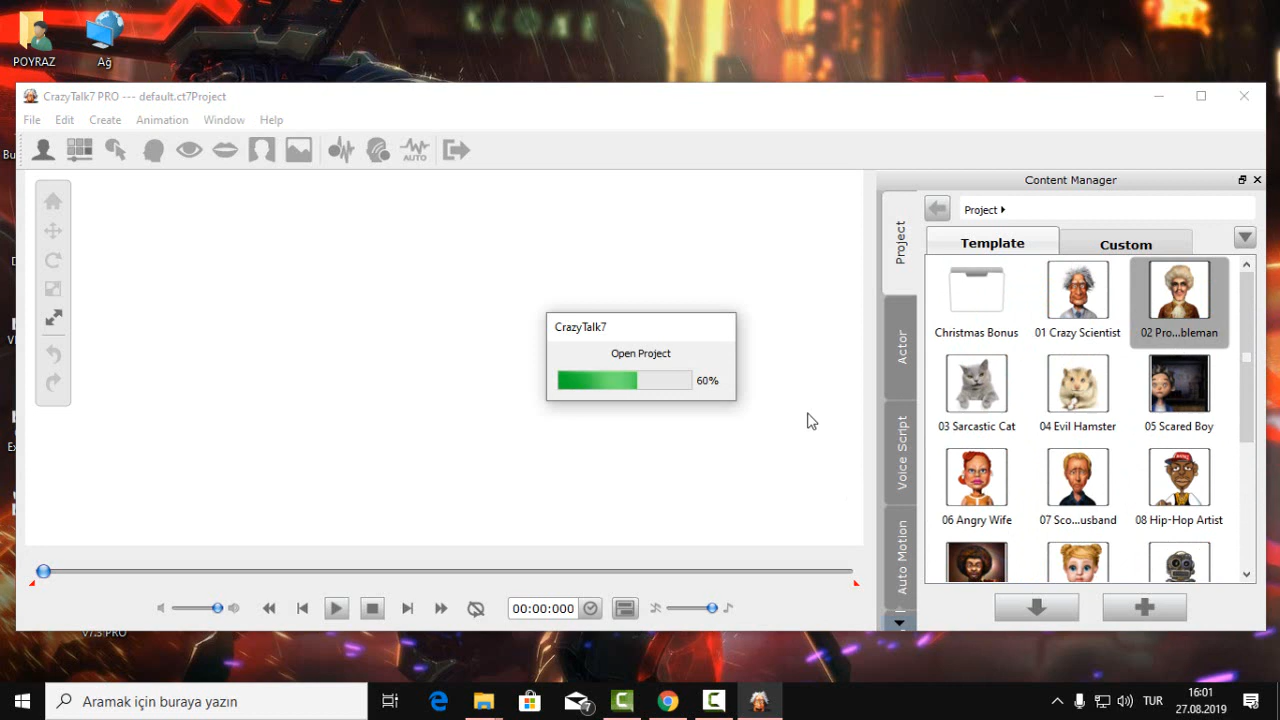 POYRAZ
Ağ
CrazyTalk7 PRO --- default.ct7Project
File Edit Create Animation Window Help
AUTO
Content Manager
Project
Template Custom
Project
Actor
Voice Script
Auto Motion
Christmas Bonus 01 Crazy Scientist 02 Pro...bleman
03 Sarcastic Cat 04 Evil Hamster 05 Scared Boy
06 Angry Wife 07 Sco...usband 08 Hip-Hop Artist
CrazyTalk7
Open Project
60%
00:00:000
V7.3 PRO
Aramak için buraya yazın
7
TUR
16:01
27.08.2019